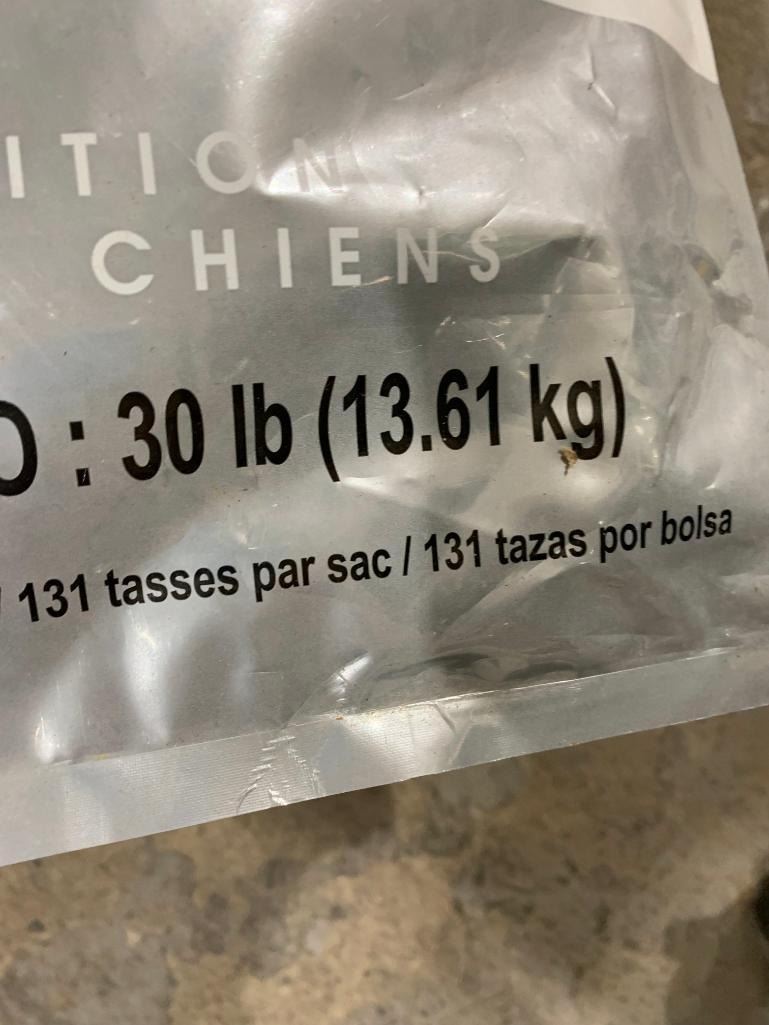 ITION
CHIENS
O : 30 lb (13.61 kg)
/ 131 tasses par sac / 131 tazas por bolsa